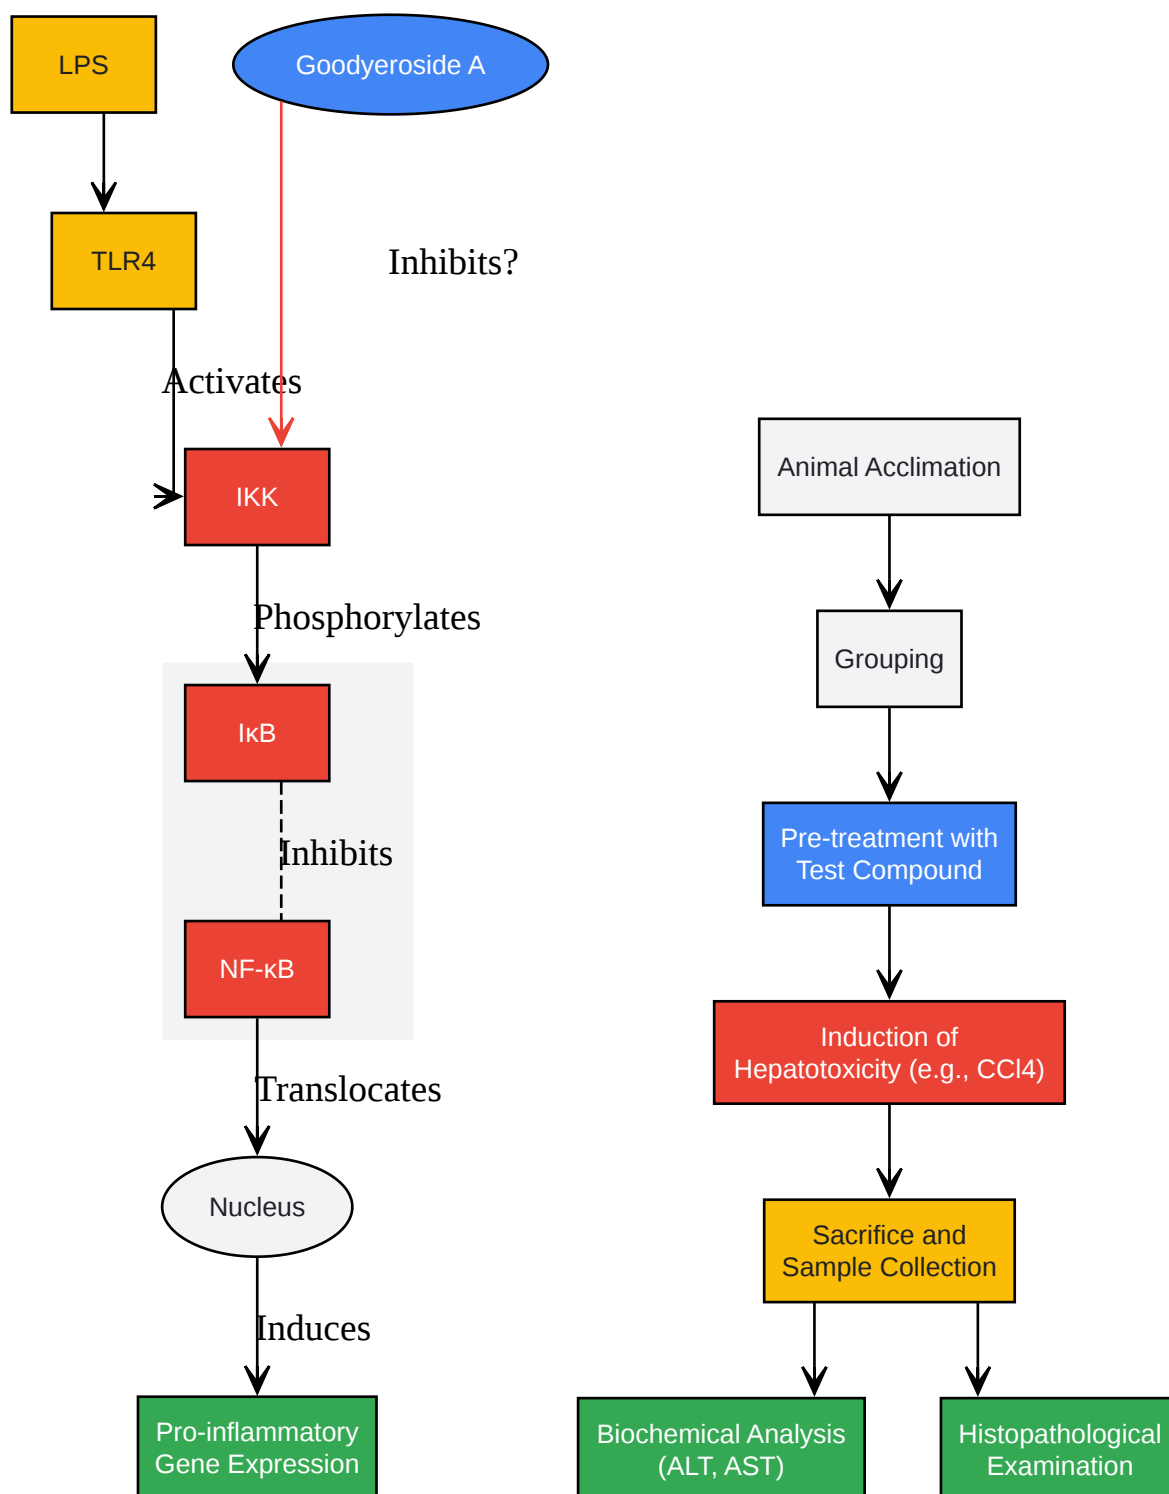 LPS
Goodyeroside A
TLR4
Inhibits?
Activates
IKK
Phosphorylates
IκB
Inhibits
NF-κB
Translocates
Nucleus
Induces
Pro-inflammatory
Gene Expression
Animal Acclimation
Grouping
Pre-treatment with
Test Compound
Induction of
Hepatotoxicity (e.g., CCl4)
Sacrifice and
Sample Collection
Biochemical Analysis
(ALT, AST)
Histopathological
Examination